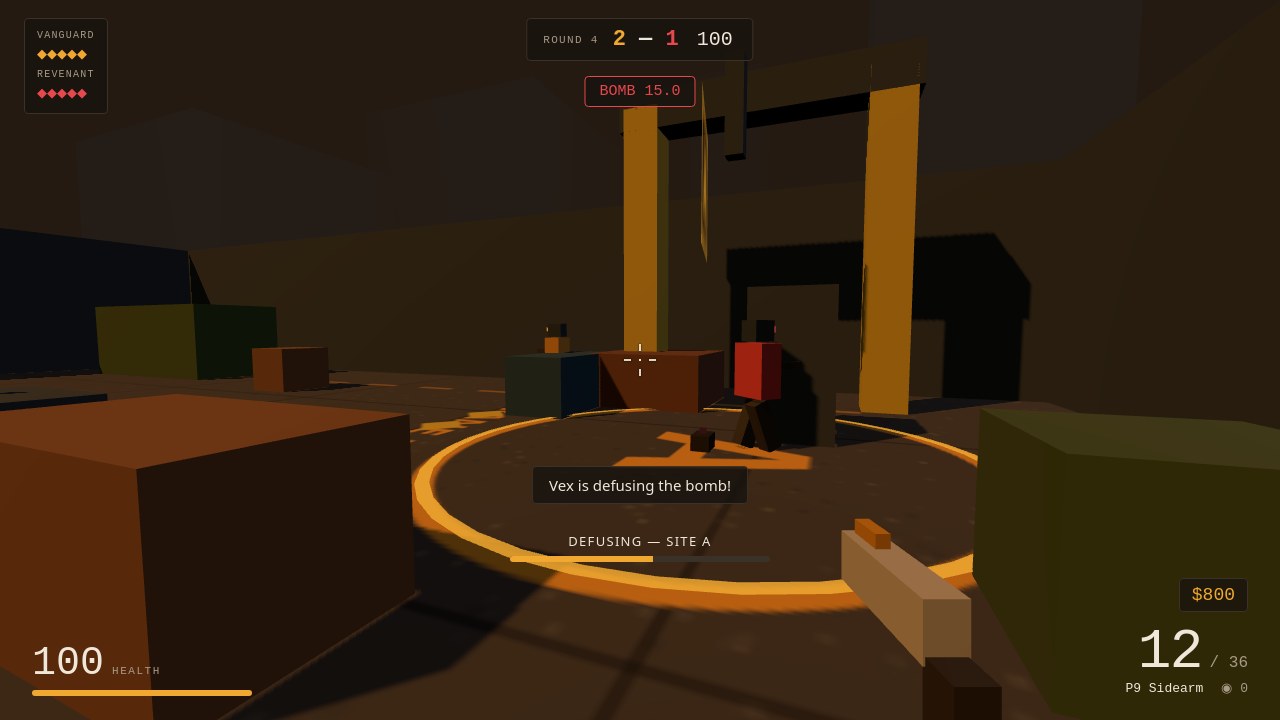 VANGUARD
◆◆◆◆◆
REVENANT
◆◆◆◆◆
ROUND 4 2 — 1 100
BOMB 15.0
Vex is defusing the bomb!
DEFUSING — SITE A
100 HEALTH
$800
12 / 36
P9 Sidearm ◉ 0